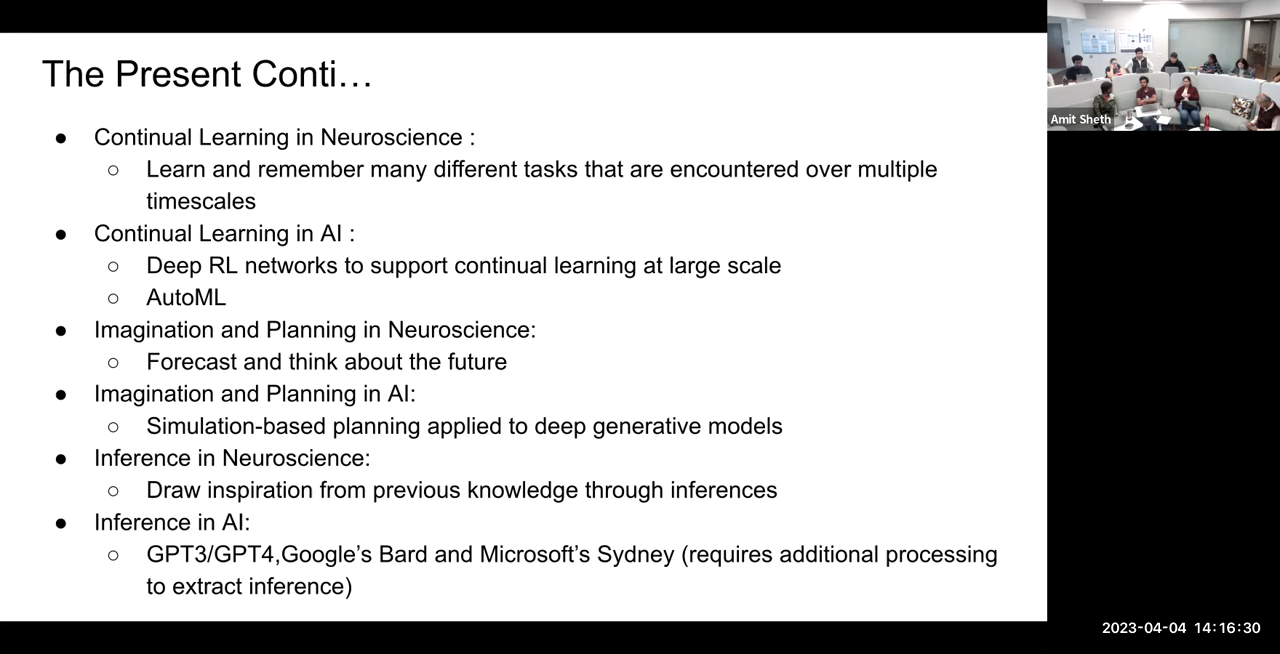 The Present Conti…
● Continual Learning in Neuroscience :
○ Learn and remember many different tasks that are encountered over multiple
timescales
● Continual Learning in AI :
○ Deep RL networks to support continual learning at large scale
○ AutoML
● Imagination and Planning in Neuroscience:
○ Forecast and think about the future
● Imagination and Planning in AI:
○ Simulation-based planning applied to deep generative models
● Inference in Neuroscience:
○ Draw inspiration from previous knowledge through inferences
● Inference in AI:
○ GPT3/GPT4,Google’s Bard and Microsoft’s Sydney (requires additional processing
to extract inference)
Amit Sheth
2023-04-04 14:16:30